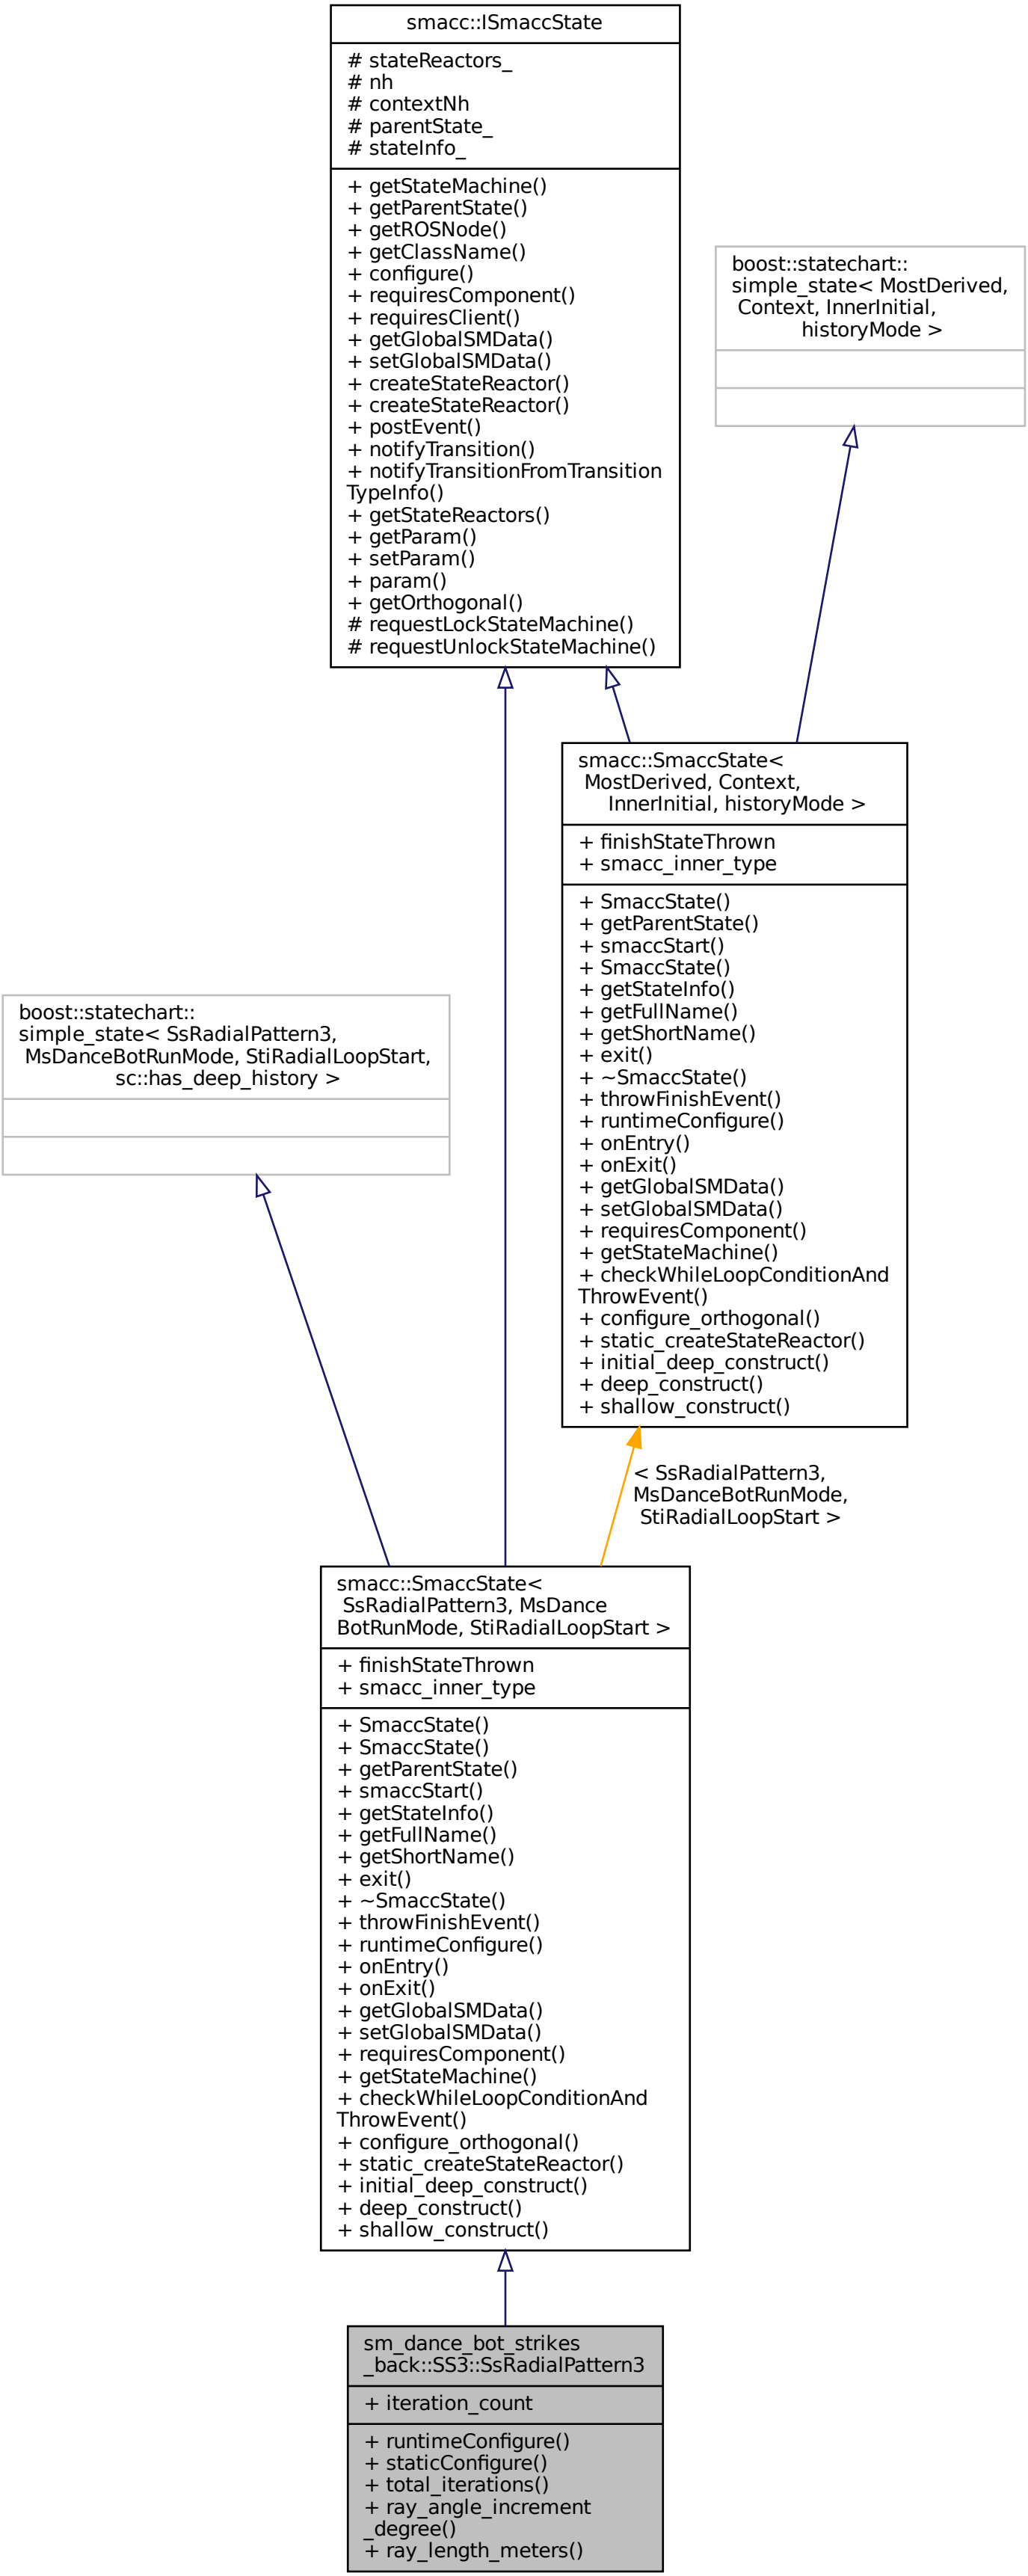 smacc::ISmaccState
# stateReactors_
# nh
# contextNh
# parentState_
# stateInfo_
+ getStateMachine()
+ getParentState()
+ getROSNode()
+ getClassName()
+ configure()
+ requiresComponent()
+ requiresClient()
+ getGlobalSMData()
+ setGlobalSMData()
+ createStateReactor()
+ createStateReactor()
+ postEvent()
+ notifyTransition()
+ notifyTransitionFromTransition
TypeInfo()
+ getStateReactors()
+ getParam()
+ setParam()
+ param()
+ getOrthogonal()
# requestLockStateMachine()
# requestUnlockStateMachine()
boost::statechart::
simple_state< MostDerived,
Context, InnerInitial,
historyMode >
smacc::SmaccState<
MostDerived, Context,
InnerInitial, historyMode >
+ finishStateThrown
+ smacc_inner_type
+ SmaccState()
+ getParentState()
+ smaccStart()
+ SmaccState()
+ getStateInfo()
+ getFullName()
+ getShortName()
+ exit()
+ ~SmaccState()
+ throwFinishEvent()
+ runtimeConfigure()
+ onEntry()
+ onExit()
+ getGlobalSMData()
+ setGlobalSMData()
+ requiresComponent()
+ getStateMachine()
+ checkWhileLoopConditionAnd
ThrowEvent()
+ configure_orthogonal()
+ static_createStateReactor()
+ initial_deep_construct()
+ deep_construct()
+ shallow_construct()
boost::statechart::
simple_state< SsRadialPattern3,
MsDanceBotRunMode, StiRadialLoopStart,
sc::has_deep_history >
< SsRadialPattern3,
MsDanceBotRunMode,
StiRadialLoopStart >
smacc::SmaccState<
SsRadialPattern3, MsDance
BotRunMode, StiRadialLoopStart >
+ finishStateThrown
+ smacc_inner_type
+ SmaccState()
+ SmaccState()
+ getParentState()
+ smaccStart()
+ getStateInfo()
+ getFullName()
+ getShortName()
+ exit()
+ ~SmaccState()
+ throwFinishEvent()
+ runtimeConfigure()
+ onEntry()
+ onExit()
+ getGlobalSMData()
+ setGlobalSMData()
+ requiresComponent()
+ getStateMachine()
+ checkWhileLoopConditionAnd
ThrowEvent()
+ configure_orthogonal()
+ static_createStateReactor()
+ initial_deep_construct()
+ deep_construct()
+ shallow_construct()
sm_dance_bot_strikes
_back::SS3::SsRadialPattern3
+ iteration_count
+ runtimeConfigure()
+ staticConfigure()
+ total_iterations()
+ ray_angle_increment
_degree()
+ ray_length_meters()